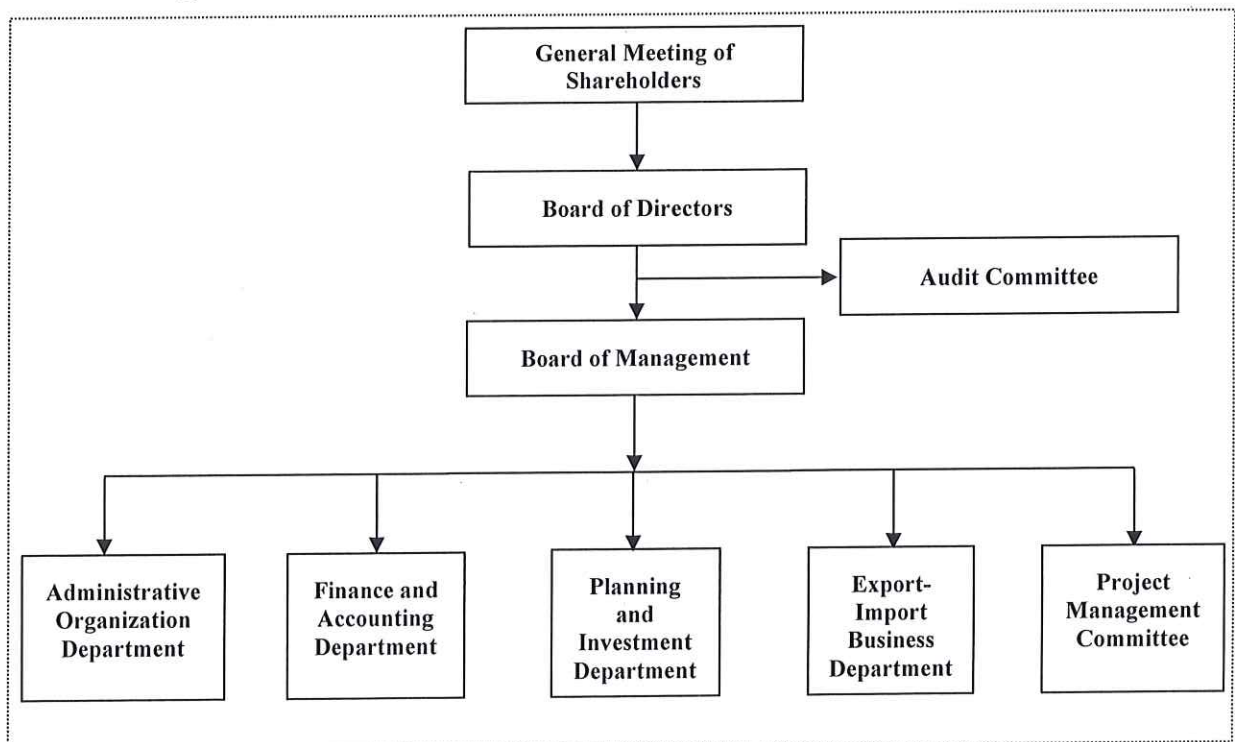 General Meeting of
Shareholders
Board of Directors
Audit Committee
Board of Management
Administrative
Organization
Department
Finance and
Accounting
Department
Planning
and
Investment
Department
Export-
Import
Business
Department
Project
Management
Committee